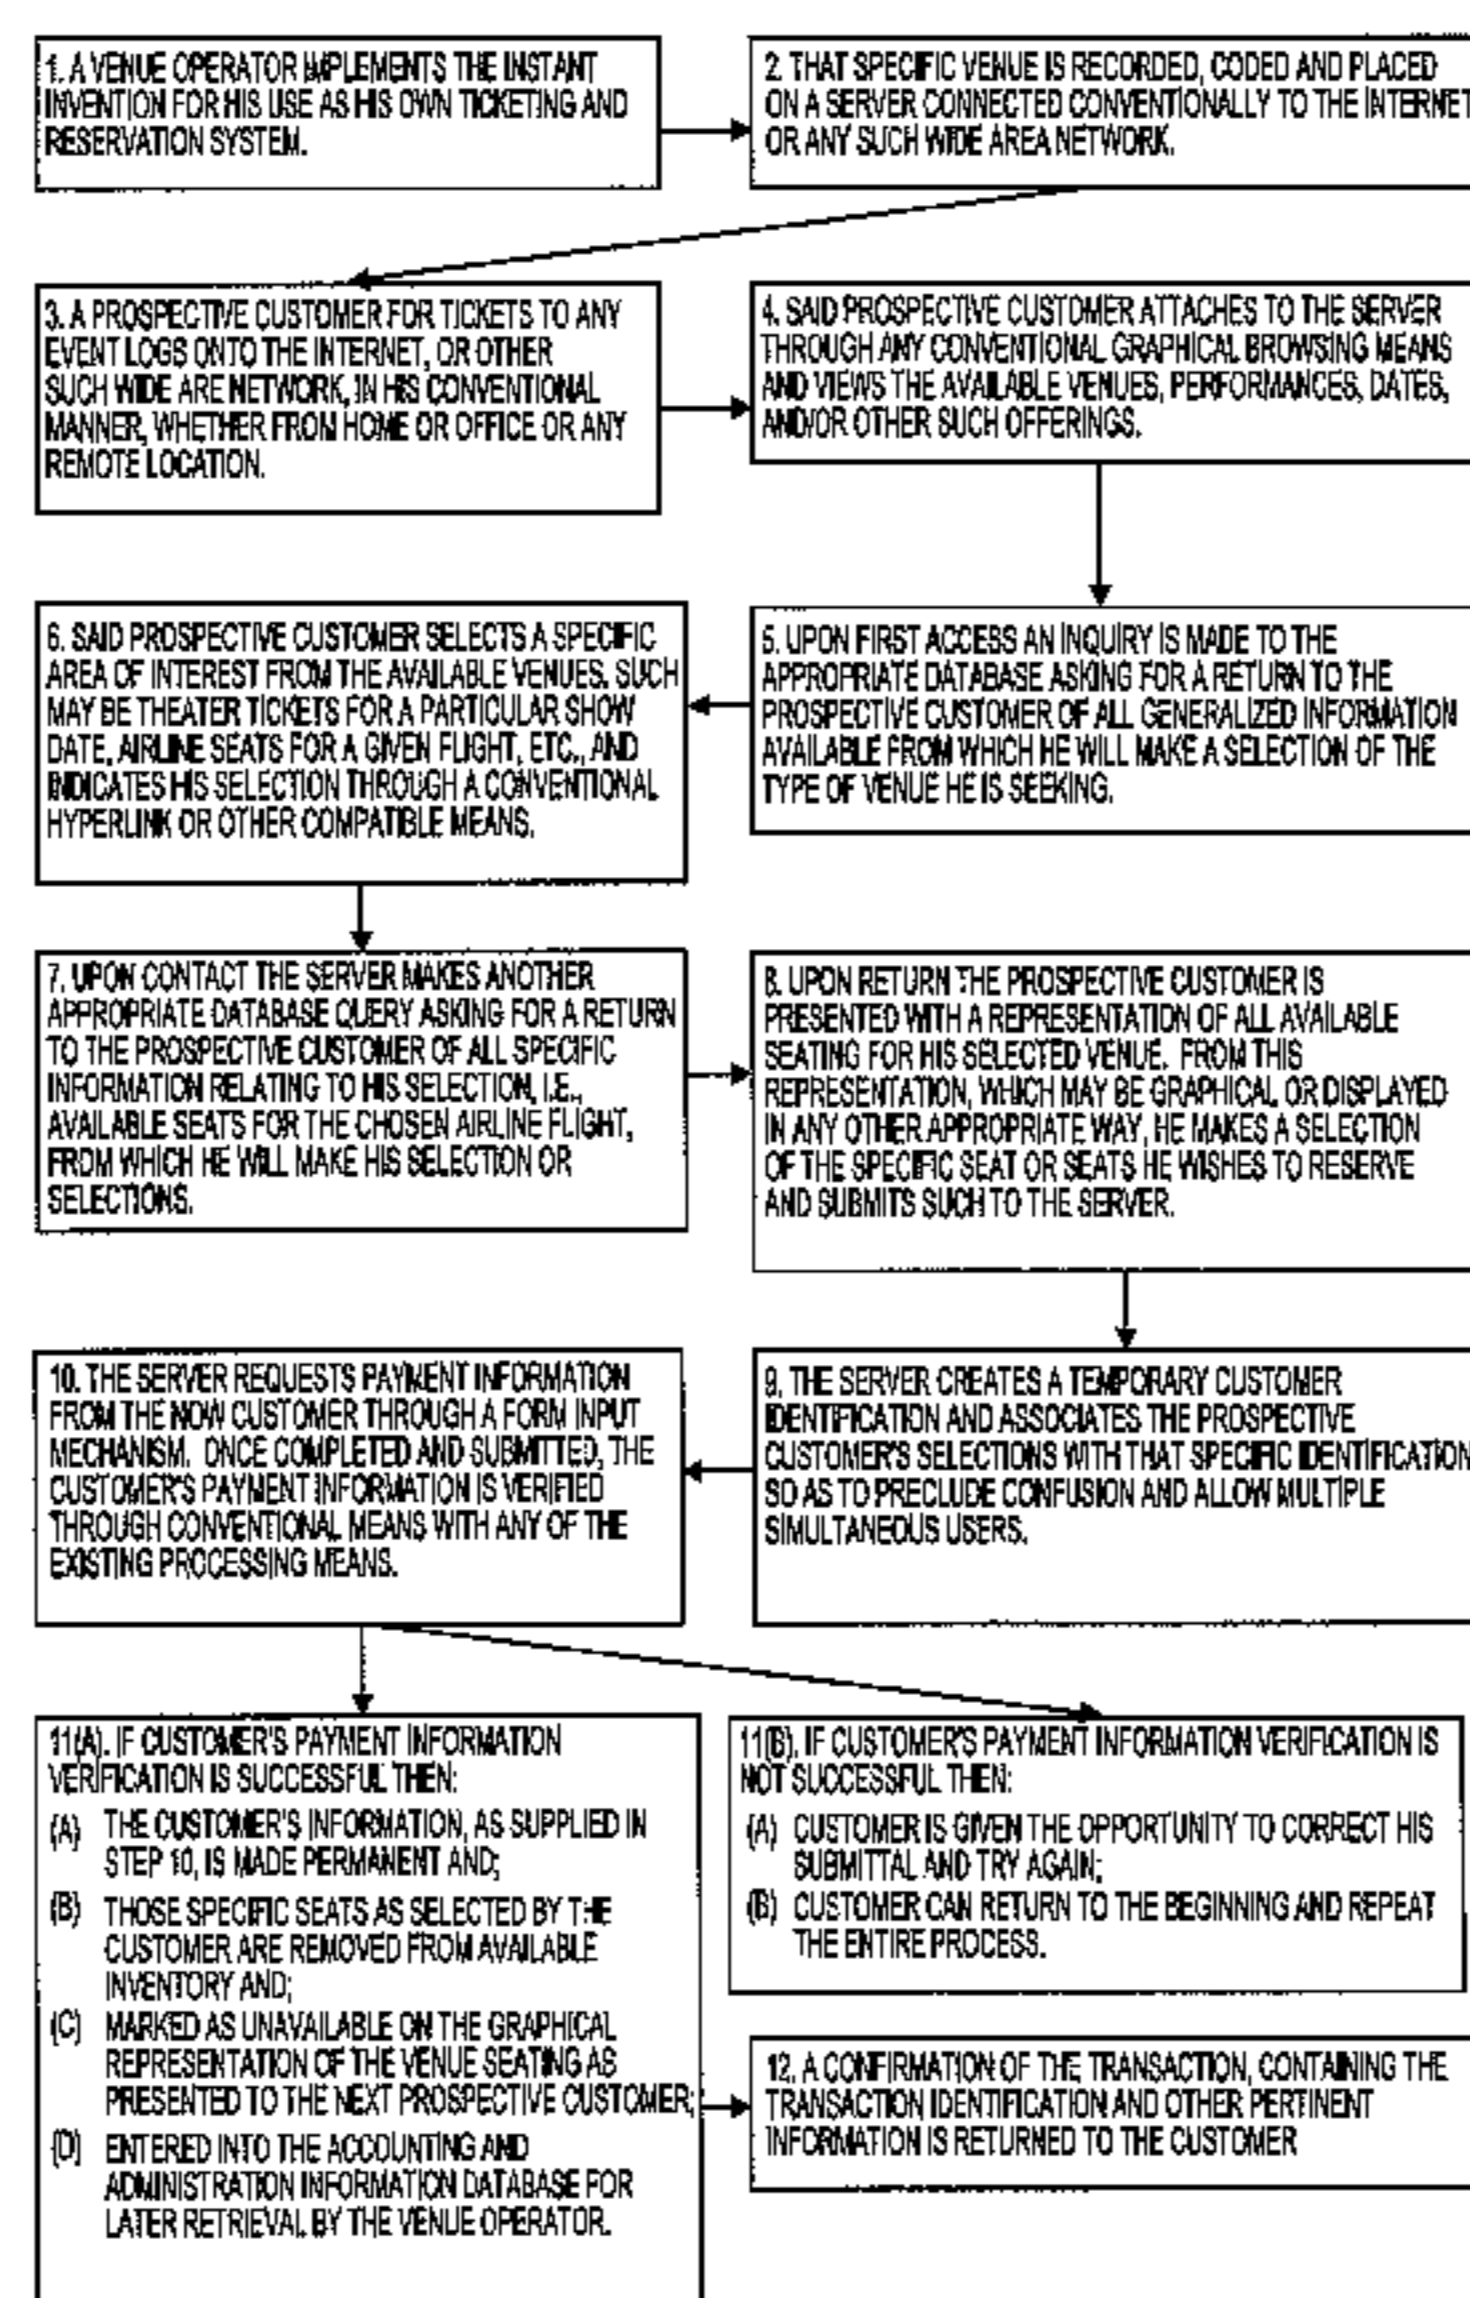 1. A VENUE OPERATOR IMPLEMENTS THE INSTANT
INVENTION FOR HIS USE AS HIS OWN TICKETING AND
RESERVATION SYSTEM.
2. THAT SPECIFIC VENUE IS RECORDED, CODED AND PLACED
ON A SERVER CONNECTED CONVENTIONALLY TO THE INTERNET
OR ANY SUCH WIDE AREA NETWORK.
3. A PROSPECTIVE CUSTOMER FOR TICKETS TO ANY
EVENT LOGS ONTO THE INTERNET, OR OTHER
SUCH WIDE ARE NETWORK, IN HIS CONVENTIONAL
MANNER, WHETHER FROM HOME OR OFFICE OR ANY
REMOTE LOCATION.
4. SAID PROSPECTIVE CUSTOMER ATTACHES TO THE SERVER
THROUGH ANY CONVENTIONAL GRAPHICAL BROWSING MEANS
AND VIEWS THE AVAILABLE VENUES, PERFORMANCES, DATES,
AND/OR OTHER SUCH OFFERINGS.
5. UPON FIRST ACCESS AN INQUIRY IS MADE TO THE
APPROPRIATE DATABASE ASKING FOR A RETURN TO THE
PROSPECTIVE CUSTOMER OF ALL GENERALIZED INFORMATION
AVAILABLE FROM WHICH HE WILL MAKE A SELECTION OF THE
TYPE OF VENUE HE IS SEEKING.
6. SAID PROSPECTIVE CUSTOMER SELECTS A SPECIFIC
AREA OF INTEREST FROM THE AVAILABLE VENUES. SUCH
MAY BE THEATER TICKETS FOR A PARTICULAR SHOW
DATE, AIRLINE SEATS FOR A GIVEN FLIGHT, ETC., AND
INDICATES HIS SELECTION THROUGH A CONVENTIONAL
HYPERLINK OR OTHER COMPATIBLE MEANS.
7. UPON CONTACT THE SERVER MAKES ANOTHER
APPROPRIATE DATABASE QUERY ASKING FOR A RETURN
TO THE PROSPECTIVE CUSTOMER OF ALL SPECIFIC
INFORMATION RELATING TO HIS SELECTION, I.E.,
AVAILABLE SEATS FOR THE CHOSEN AIRLINE FLIGHT,
FROM WHICH HE WILL MAKE HIS SELECTION OR
SELECTIONS.
8. UPON RETURN THE PROSPECTIVE CUSTOMER IS
PRESENTED WITH A REPRESENTATION OF ALL AVAILABLE
SEATING FOR HIS SELECTED VENUE. FROM THIS
REPRESENTATION, WHICH MAY BE GRAPHICAL OR DISPLAYED
IN ANY OTHER APPROPRIATE WAY, HE MAKES A SELECTION
OF THE SPECIFIC SEAT OR SEATS HE WISHES TO RESERVE
AND SUBMITS SUCH TO THE SERVER.
9. THE SERVER CREATES A TEMPORARY CUSTOMER
IDENTIFICATION AND ASSOCIATES THE PROSPECTIVE
CUSTOMER'S SELECTIONS WITH THAT SPECIFIC IDENTIFICATION
SO AS TO PRECLUDE CONFUSION AND ALLOW MULTIPLE
SIMULTANEOUS USERS.
10. THE SERVER REQUESTS PAYMENT INFORMATION
FROM THE NOW CUSTOMER THROUGH A FORM INPUT
MECHANISM. ONCE COMPLETED AND SUBMITTED, THE
CUSTOMER'S PAYMENT INFORMATION IS VERIFIED
THROUGH CONVENTIONAL MEANS WITH ANY OF THE
EXISTING PROCESSING MEANS.
11(A). IF CUSTOMER'S PAYMENT INFORMATION
VERIFICATION IS SUCCESSFUL THEN:
(A) THE CUSTOMER'S INFORMATION, AS SUPPLIED IN
STEP 10, IS MADE PERMANENT AND;
(B) THOSE SPECIFIC SEATS AS SELECTED BY THE
CUSTOMER ARE REMOVED FROM AVAILABLE
INVENTORY AND;
(C) MARKED AS UNAVAILABLE ON THE GRAPHICAL
REPRESENTATION OF THE VENUE SEATING AS
PRESENTED TO THE NEXT PROSPECTIVE CUSTOMER;
(D) ENTERED INTO THE ACCOUNTING AND
ADMINISTRATION INFORMATION DATABASE FOR
LATER RETRIEVAL BY THE VENUE OPERATOR.
11(B). IF CUSTOMER'S PAYMENT INFORMATION VERIFICATION IS
NOT SUCCESSFUL THEN:
(A) CUSTOMER IS GIVEN THE OPPORTUNITY TO CORRECT HIS
SUBMITTAL AND TRY AGAIN;
(B) CUSTOMER CAN RETURN TO THE BEGINNING AND REPEAT
THE ENTIRE PROCESS.
12. A CONFIRMATION OF THE TRANSACTION, CONTAINING THE
TRANSACTION IDENTIFICATION AND OTHER PERTINENT
INFORMATION IS RETURNED TO THE CUSTOMER